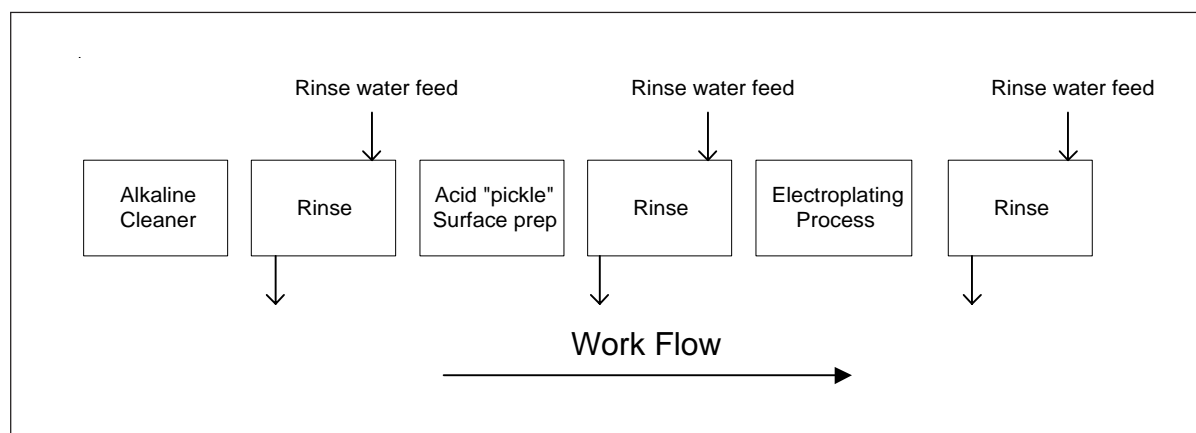 Rinse water feed
Rinse water feed
Rinse water feed
Alkaline
Cleaner
Rinse
Acid "pickle"
Surface prep
Rinse
Electroplating
Process
Rinse
Work Flow